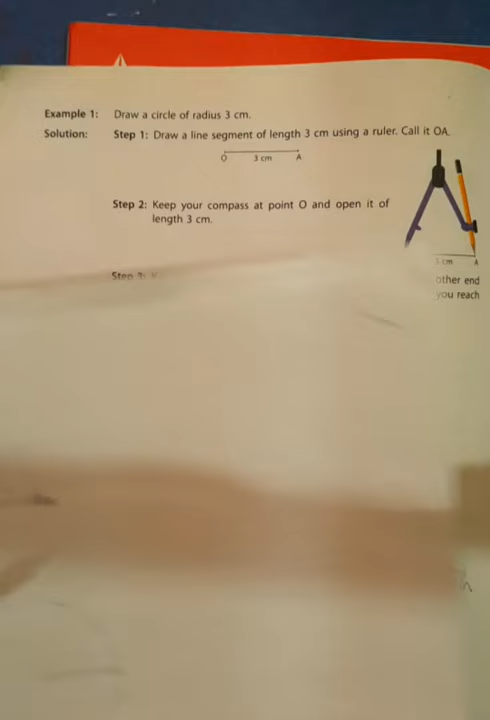 Example 1: Draw a circle of radius 3 cm.
Solution: Step 1: Draw a line segment of length 3 cm using a ruler. Call it OA.
O 3 cm A
Step 2: Keep your compass at point O and open it of
length 3 cm.
cm A
Step
other end
you reach